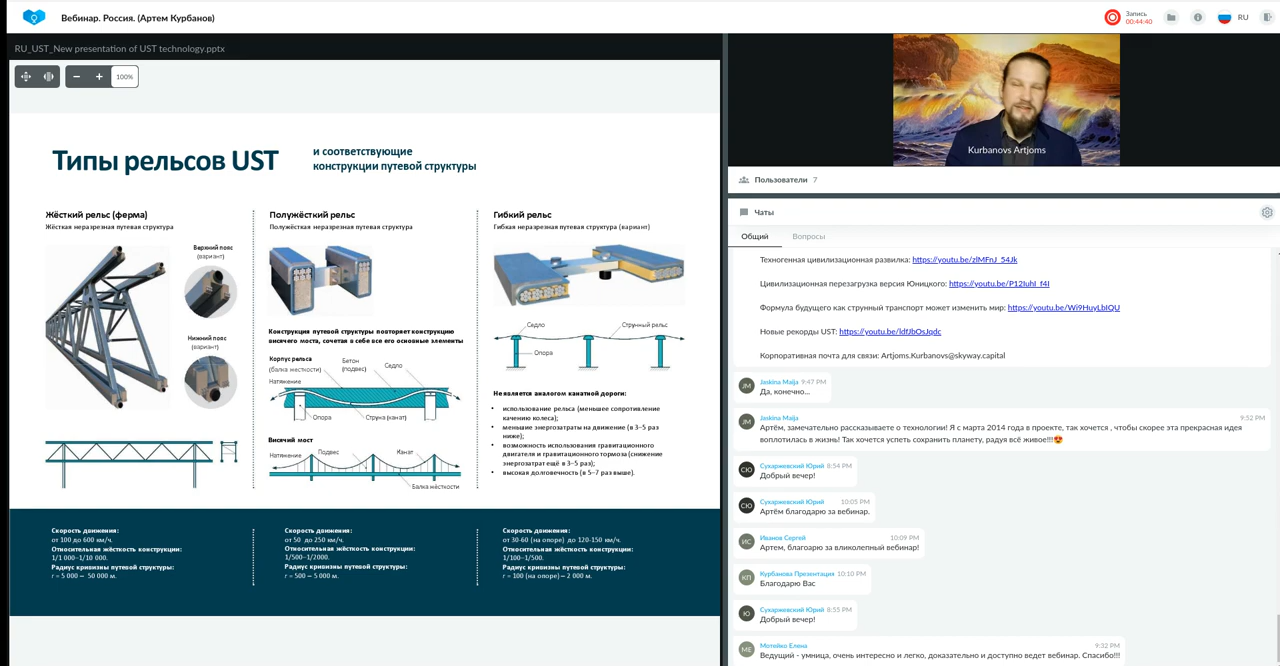 Вебинар. Россия. (Артем Курбанов)
Запись
00:44:40
RU
RU_UST_New presentation of UST technology.pptx
100%
Типы рельсов UST
и соответствующие
конструкции путевой структуры
Жёсткий рельс (ферма)
Жёсткая неразрезная путевая структура
Верхний пояс
(вариант)
Нижний пояс
(вариант)
Полужёсткий рельс
Полужёсткая неразрезная путевая структура
Конструкция путевой структуры повторяет конструкцию
висячего моста, сочетая в себе все его основные элементы
Корпус рельса
(балка жесткости)
Бетон
(подвес)
Седло
Натяжение
Опора
Струна (канат)
Висячий мост
Натяжение
Подвес
Канат
Балка жёсткости
Гибкий рельс
Гибкая неразрезная путевая структура (вариант)
Седло
Струнный рельс
Опора
Не является аналогом канатной дороги:
• использование рельса (меньшее сопротивление
качению колеса);
• меньшие энергозатраты на движение (в 3–5 раз
ниже);
• возможность использования гравитационного
двигателя и гравитационного тормоза (снижение
энергозатрат ещё в 3–5 раз);
• высокая долговечность (в 5–7 раз выше).
Скорость движения:
от 100 до 600 км/ч.
Относительная жёсткость конструкции:
1/1 000–1/10 000.
Радиус кривизны путевой структуры:
r = 5 000 – 50 000 м.
Скорость движения:
от 50 до 250 км/ч.
Относительная жёсткость конструкции:
1/500–1/2000.
Радиус кривизны путевой структуры:
r = 500 – 5 000 м.
Скорость движения:
от 30-60 (на опоре) до 120-150 км/ч.
Относительная жёсткость конструкции:
1/100–1/500.
Радиус кривизны путевой структуры:
r = 100 (на опоре) – 2 000 м.
Kurbanovs Artjoms
Пользователи 7
Чаты
Общий Вопросы
Техногенная цивилизационная развилка: https://youtu.be/zlMFnJ_54Jk
Цивилизационная перезагрузка версия Юницкого: https://youtu.be/P12IuhI_f4I
Формула будущего как струнный транспорт может изменить мир: https://youtu.be/Wi9HuyLbIQU
Новые рекорды UST: https://youtu.be/ldfJbOsJqdc
Корпоративная почта для связи: Artjoms.Kurbanovs@skyway.capital
JM
Jaskina Maija 9:47 PM
Да, конечно...
JM
Jaskina Maija 9:52 PM
Артём, замечательно рассказываете о технологии! Я с марта 2014 года в проекте, так хочется , чтобы скорее эта прекрасная идея
воплотилась в жизнь! Так хочется успеть сохранить планету, радуя всё живое!!!😍
СЮ
Сухаржевский Юрий 8:54 PM
Добрый вечер!
СЮ
Сухаржевский Юрий 10:05 PM
Артём благодарю за вебинар.
ИС
Иванов Сергей 10:09 PM
Артем, благоарю за вликолепный вебинар!
КП
Курбанова Презентация 10:10 PM
Благодарю Вас
Ю
Сухаржевский Юрий 8:55 PM
Добрый вечер!
МЕ
Мотейко Елена 9:32 PM
Ведущий - умница, очень интересно и легко, доказательно и доступно ведет вебинар. Спасибо!!!